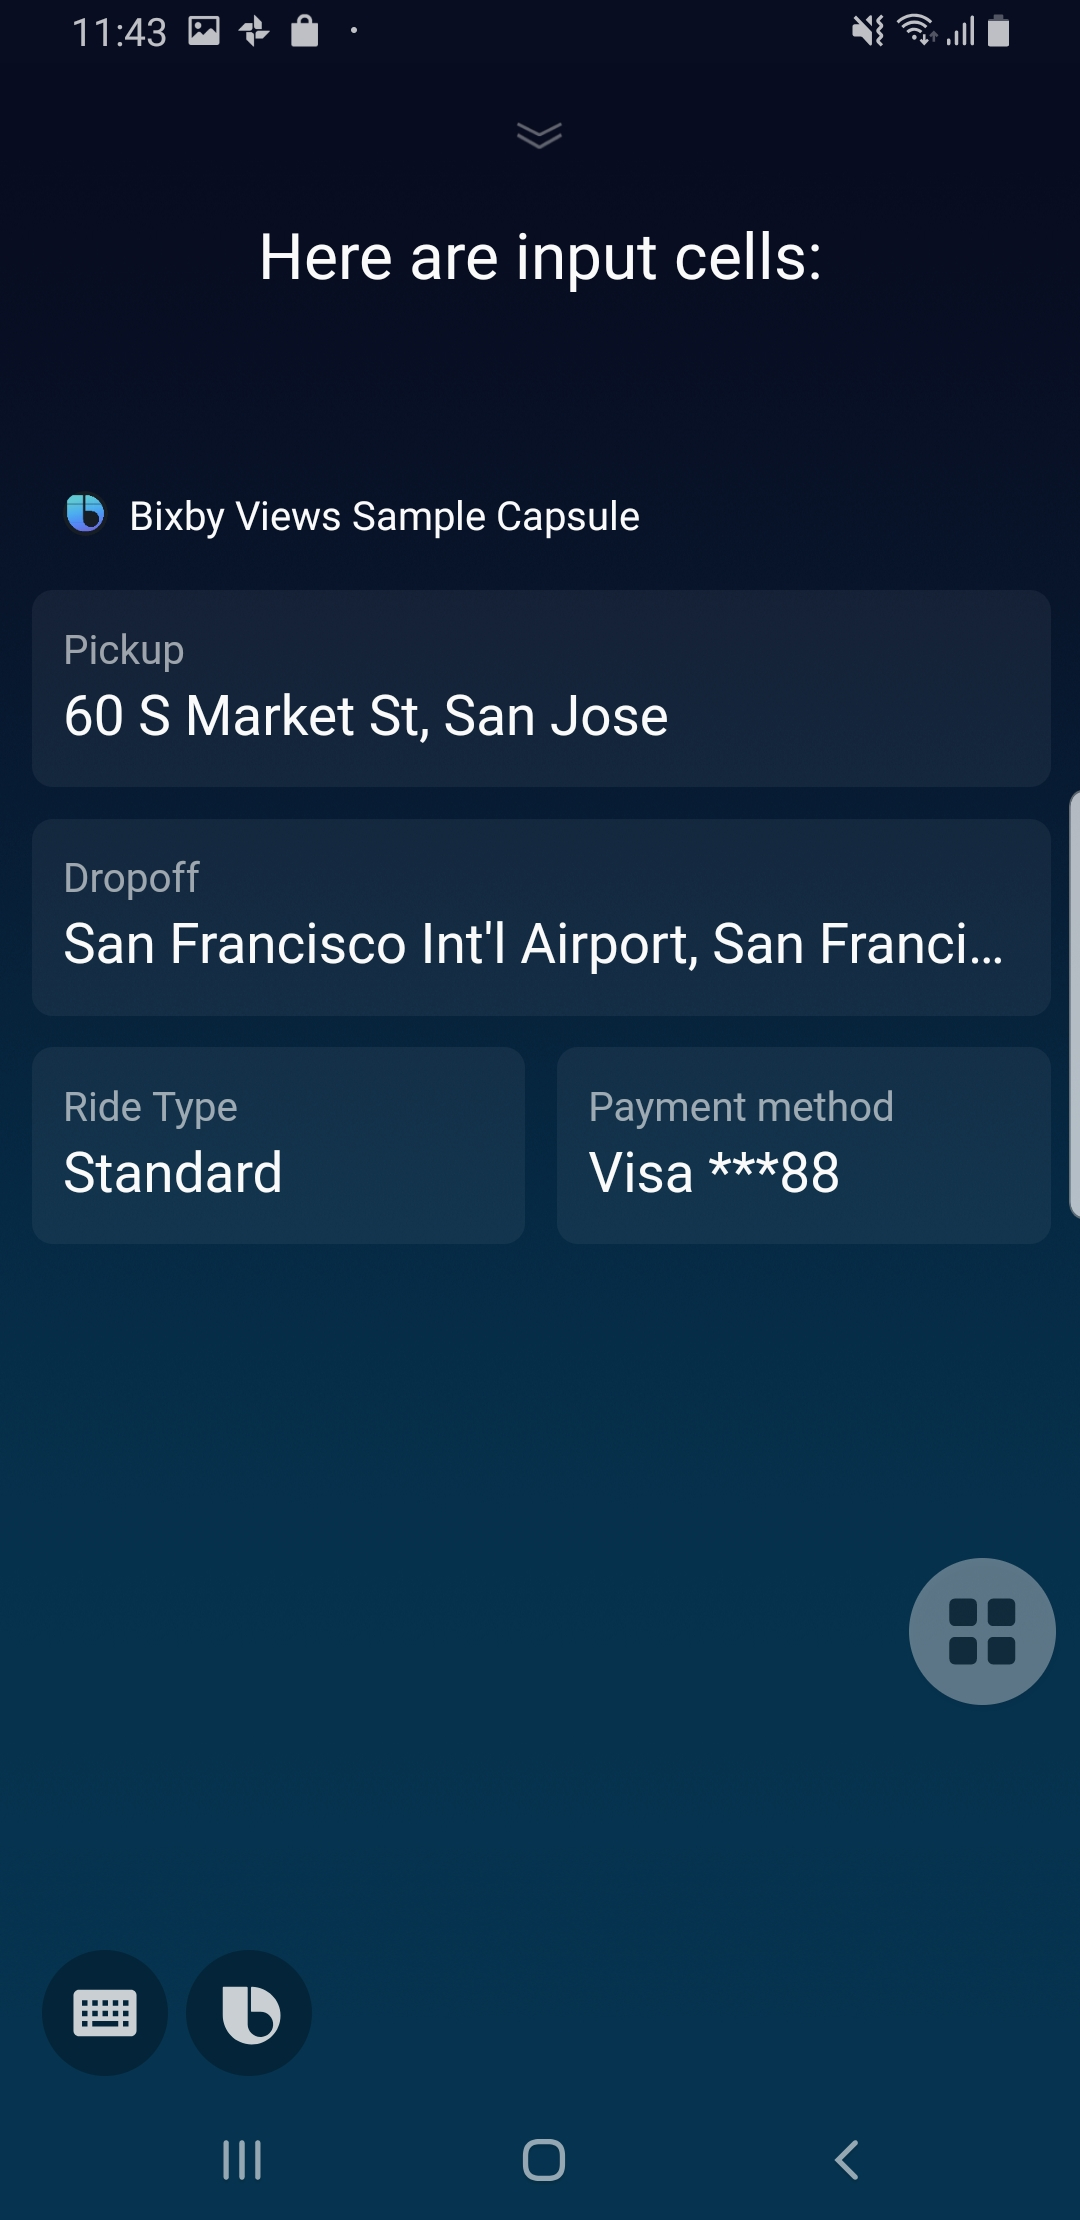 11:43
Here are input cells:
Bixby Views Sample Capsule
Pickup
60 S Market St, San Jose
Dropoff
San Francisco Int'l Airport, San Franci...
Ride Type
Standard
Payment method
Visa ***88